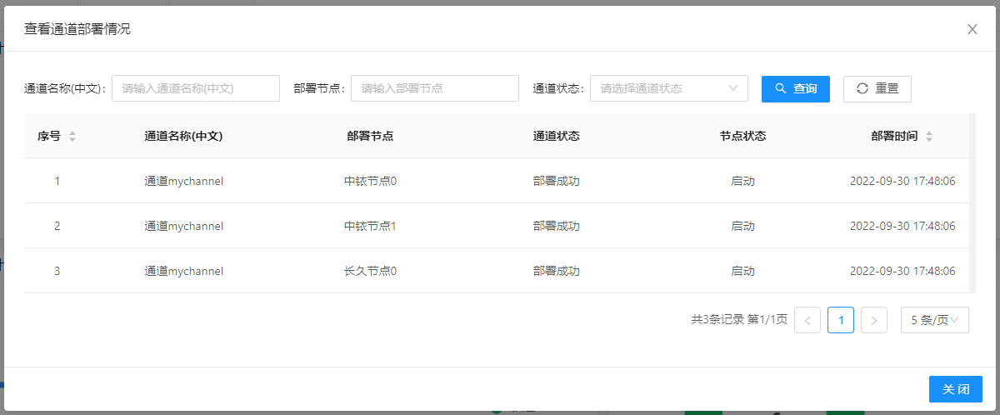 查看通道部署情况
通道名称(中文): 请输入通道名称(中文) 部署节点: 请输入部署节点 通道状态: 请选择通道状态 查询 重置
序号 通道名称(中文) 部署节点 通道状态 节点状态 部署时间
1 通道mychannel 中铱节点0 部署成功 启动 2022-09-30 17:48:06
2 通道mychannel 中铱节点1 部署成功 启动 2022-09-30 17:48:06
3 通道mychannel 长久节点0 部署成功 启动 2022-09-30 17:48:06
共3条记录 第1/1页 < 1 > 5 条/页
关 闭